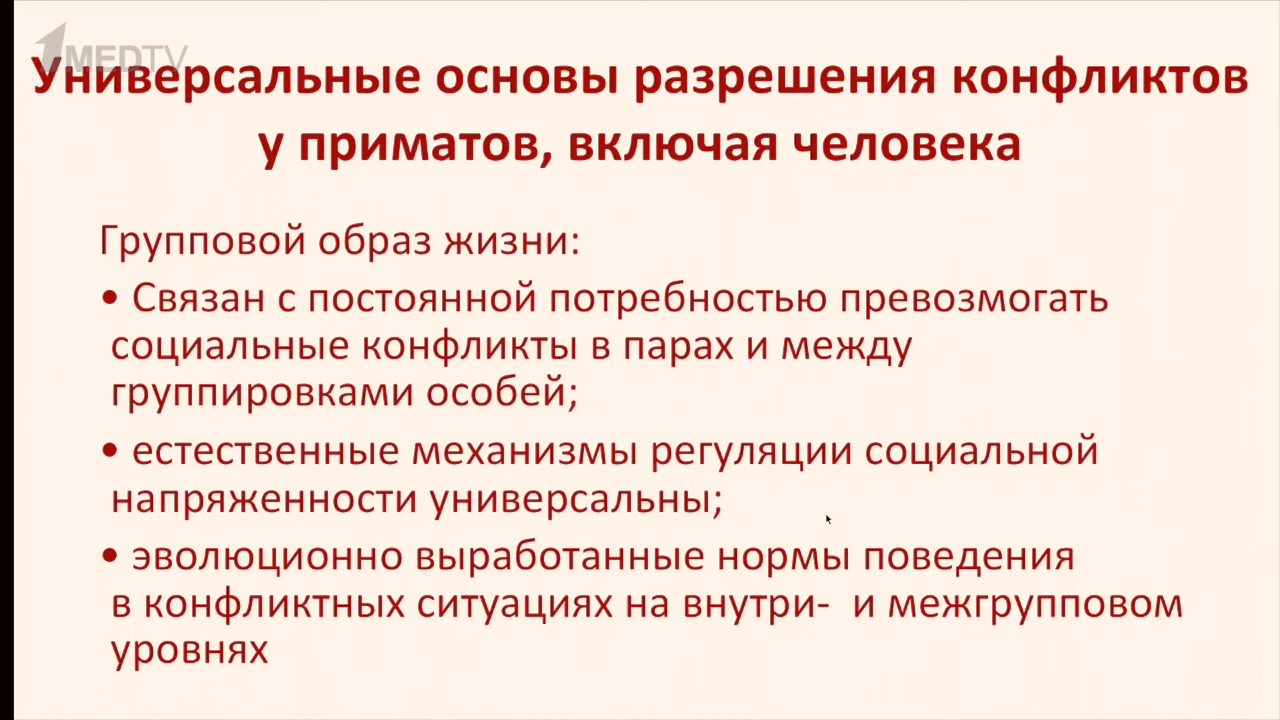 1MEDTV
Универсальные основы разрешения конфликтов
у приматов, включая человека
Групповой образ жизни:
• Связан с постоянной потребностью превозмогать
социальные конфликты в парах и между
группировками особей;
• естественные механизмы регуляции социальной
напряженности универсальны;
• эволюционно выработанные нормы поведения
в конфликтных ситуациях на внутри- и межгрупповом
уровнях